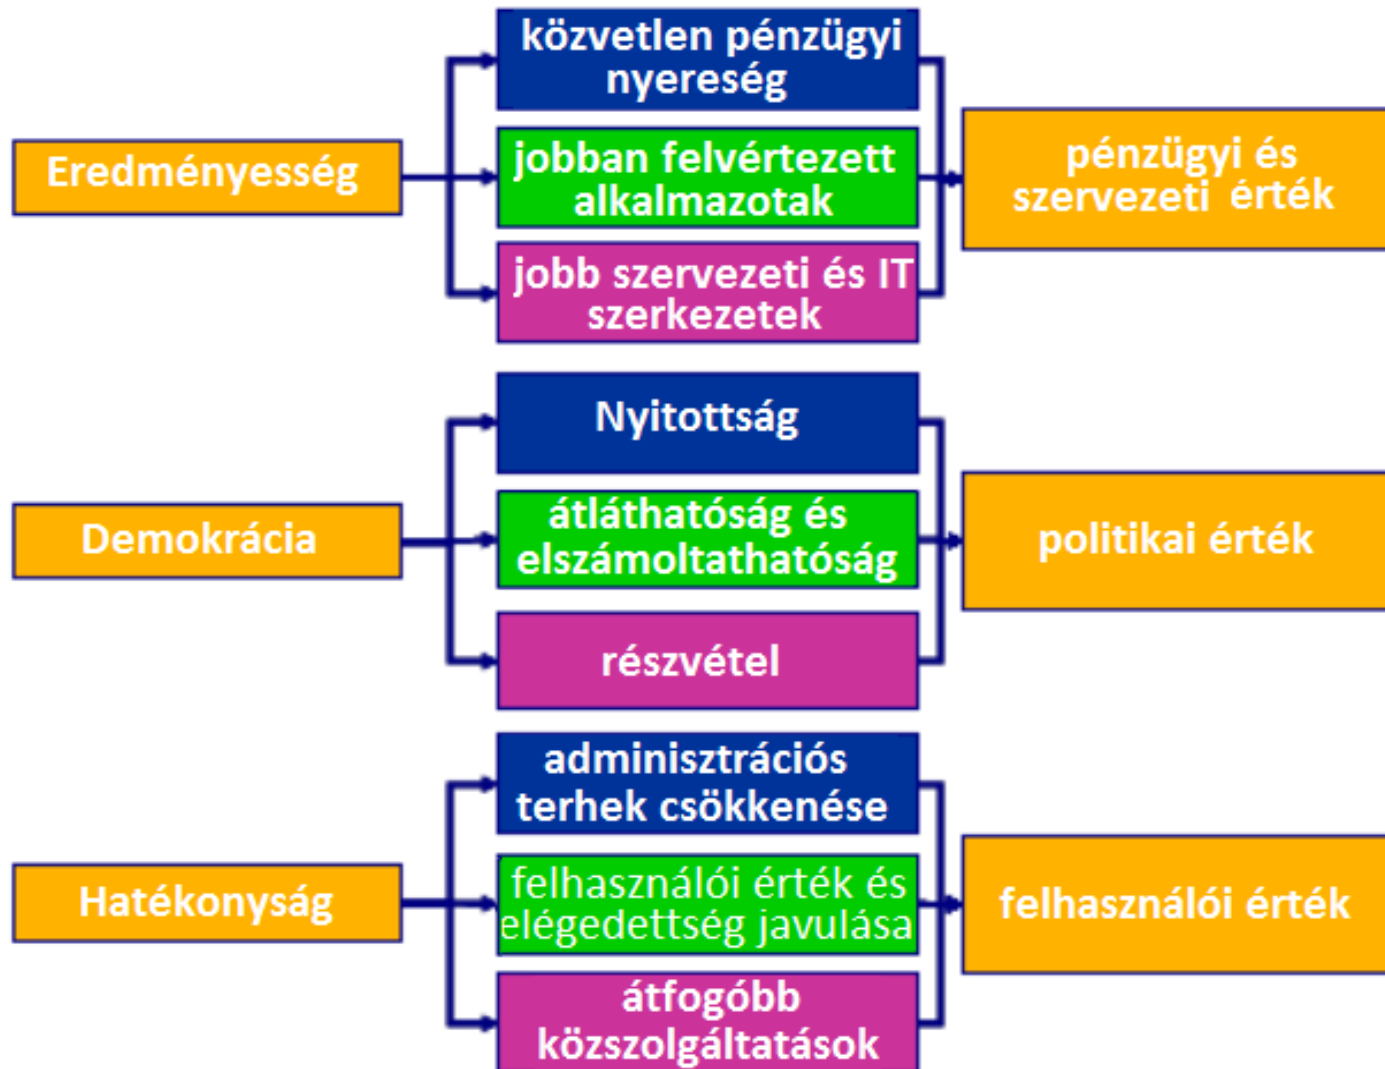 Eredményesség
közvetlen pénzügyi
nyereség
jobban felvértezett
alkalmazotak
jobb szervezeti és IT
szerkezetek
pénzügyi és
szervezeti érték
Demokrácia
Nyitottság
átláthatóság és
elszámoltathatóság
részvétel
politikai érték
Hatékonyság
adminisztrációs
terhek csökkenése
felhasználói érték és
elégedettség javulása
átfogóbb
közszolgáltatások
felhasználói érték